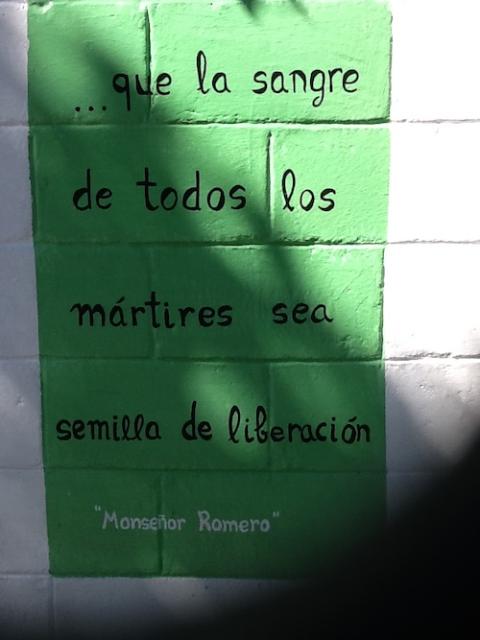 ...que la sangre
de todos los
mártires sea
semilla de liberación
"Monseñor Romero"